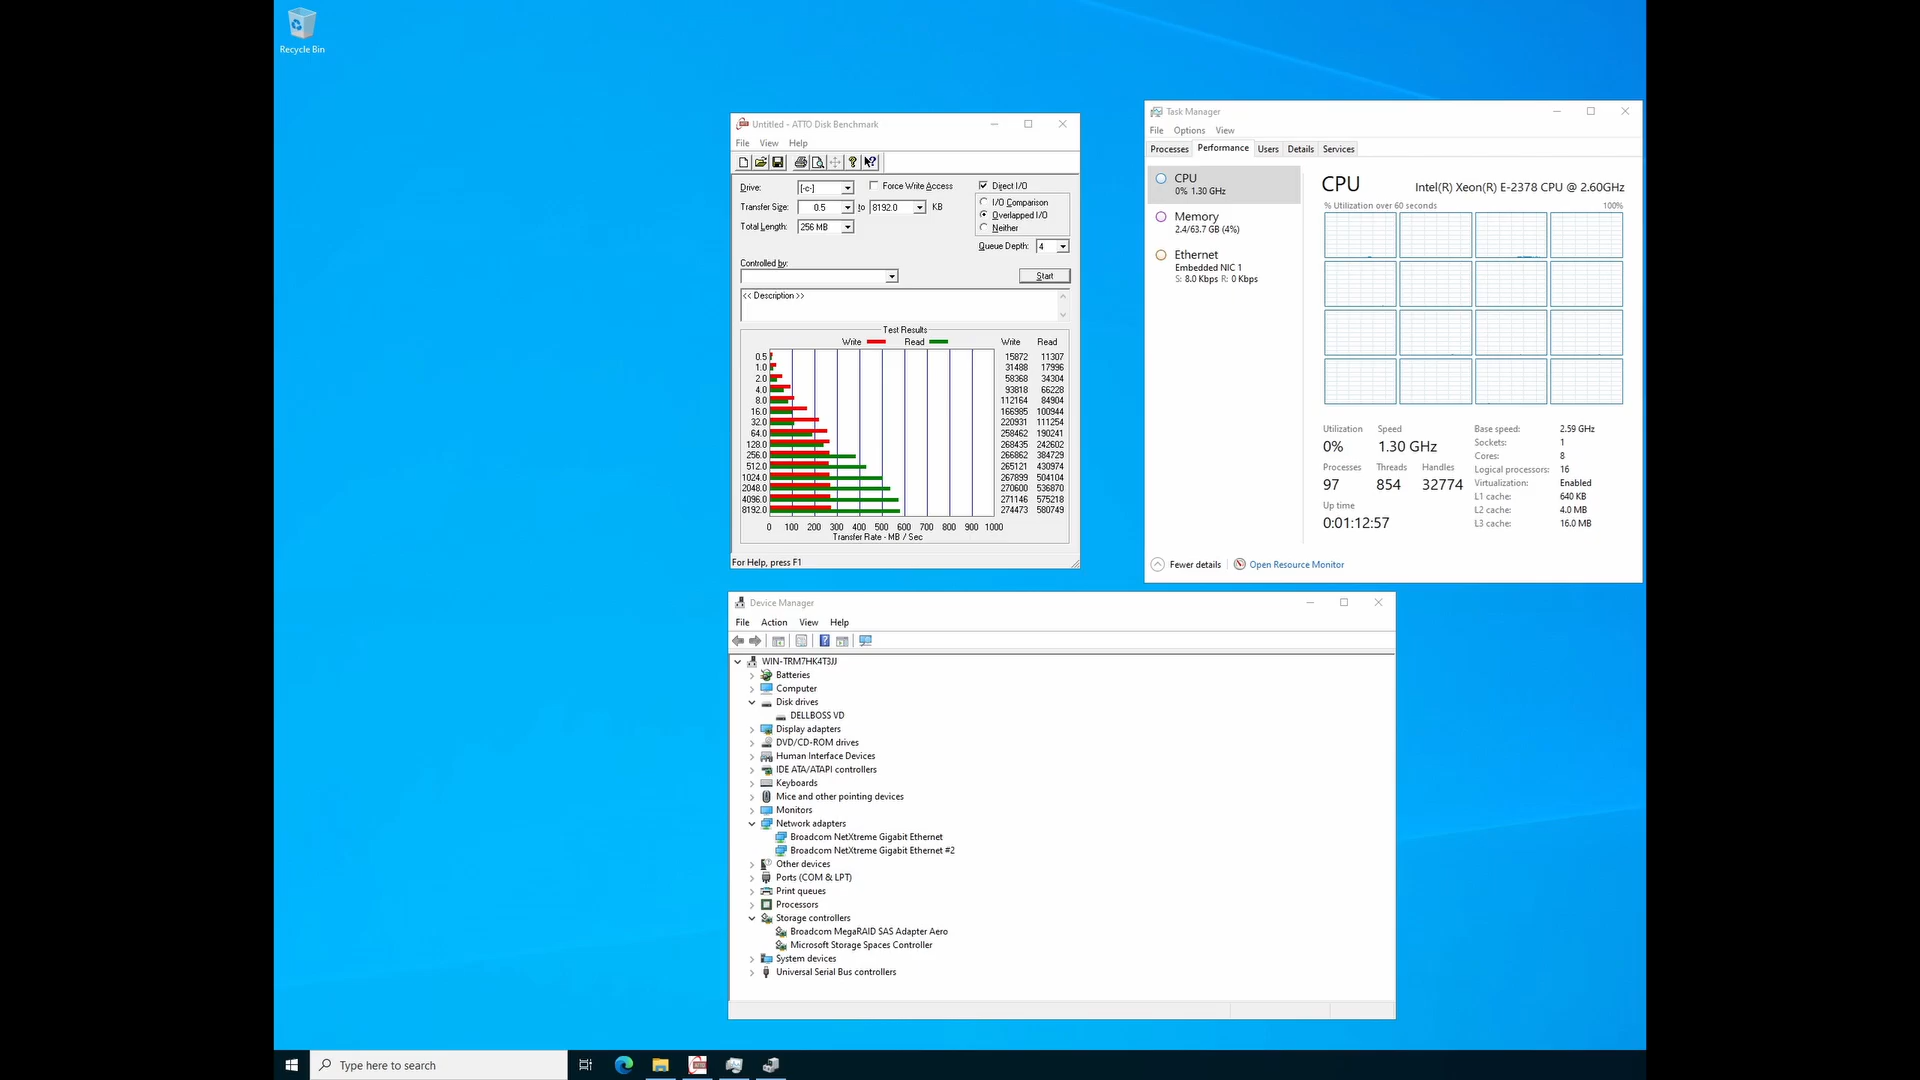 Recycle Bin
Untitled - ATTO Disk Benchmark
File View Help
Drive: [-c-] Force Write Access Direct I/O
Transfer Size: 0.5 to 8192.0 KB
I/O Comparison
Overlapped I/O
Neither
Total Length: 256 MB
Queue Depth: 4
Controlled by:
Start
<< Description >>
Test Results
Write Read Write Read
0.5 15872 11307
1.0 31488 17996
2.0 58368 34304
4.0 93818 66228
8.0 112164 84904
16.0 166985 100944
32.0 220931 111254
64.0 258462 190241
128.0 268435 242602
256.0 266862 384729
512.0 265121 430974
1024.0 267899 504104
2048.0 270600 536870
4096.0 271146 575218
8192.0 274473 580749
0 100 200 300 400 500 600 700 800 900 1000
Transfer Rate - MB / Sec
For Help, press F1
Task Manager
File Options View
Processes Performance Users Details Services
CPU
0% 1.30 GHz
Memory
2.4/63.7 GB (4%)
Ethernet
Embedded NIC 1
S: 8.0 Kbps R: 0 Kbps
CPU Intel(R) Xeon(R) E-2378 CPU @ 2.60GHz
% Utilization over 60 seconds 100%
Utilization Speed
0% 1.30 GHz
Processes Threads Handles
97 854 32774
Up time
0:01:12:57
Base speed: 2.59 GHz
Sockets: 1
Cores: 8
Logical processors: 16
Virtualization: Enabled
L1 cache: 640 KB
L2 cache: 4.0 MB
L3 cache: 16.0 MB
Fewer details Open Resource Monitor
Device Manager
File Action View Help
WIN-TRM7HK4T3JJ
Batteries
Computer
Disk drives
DELLBOSS VD
Display adapters
DVD/CD-ROM drives
Human Interface Devices
IDE ATA/ATAPI controllers
Keyboards
Mice and other pointing devices
Monitors
Network adapters
Broadcom NetXtreme Gigabit Ethernet
Broadcom NetXtreme Gigabit Ethernet #2
Other devices
Ports (COM & LPT)
Print queues
Processors
Storage controllers
Broadcom MegaRAID SAS Adapter Aero
Microsoft Storage Spaces Controller
System devices
Universal Serial Bus controllers
Type here to search